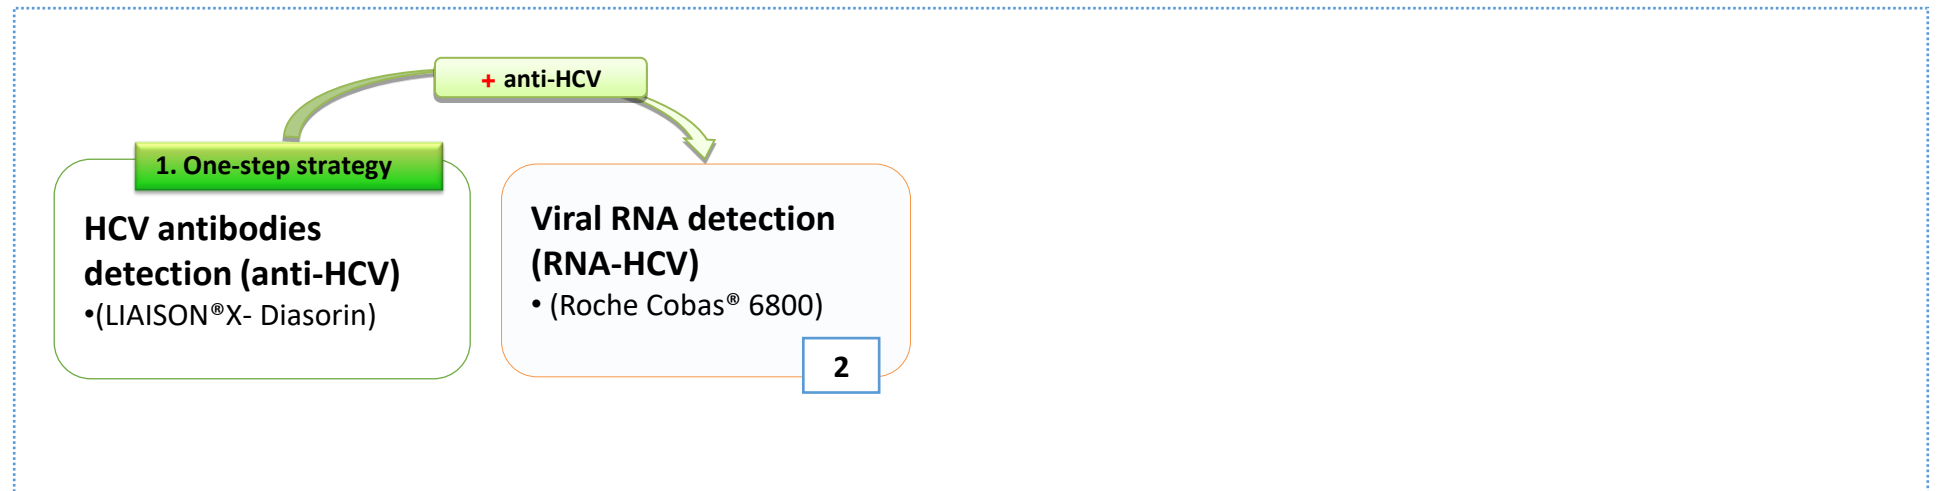 + anti-HCV
1. One-step strategy
HCV antibodies
detection (anti-HCV)
•(LIAISON®X- Diasorin)
Viral RNA detection
(RNA-HCV)
• (Roche Cobas® 6800)
2